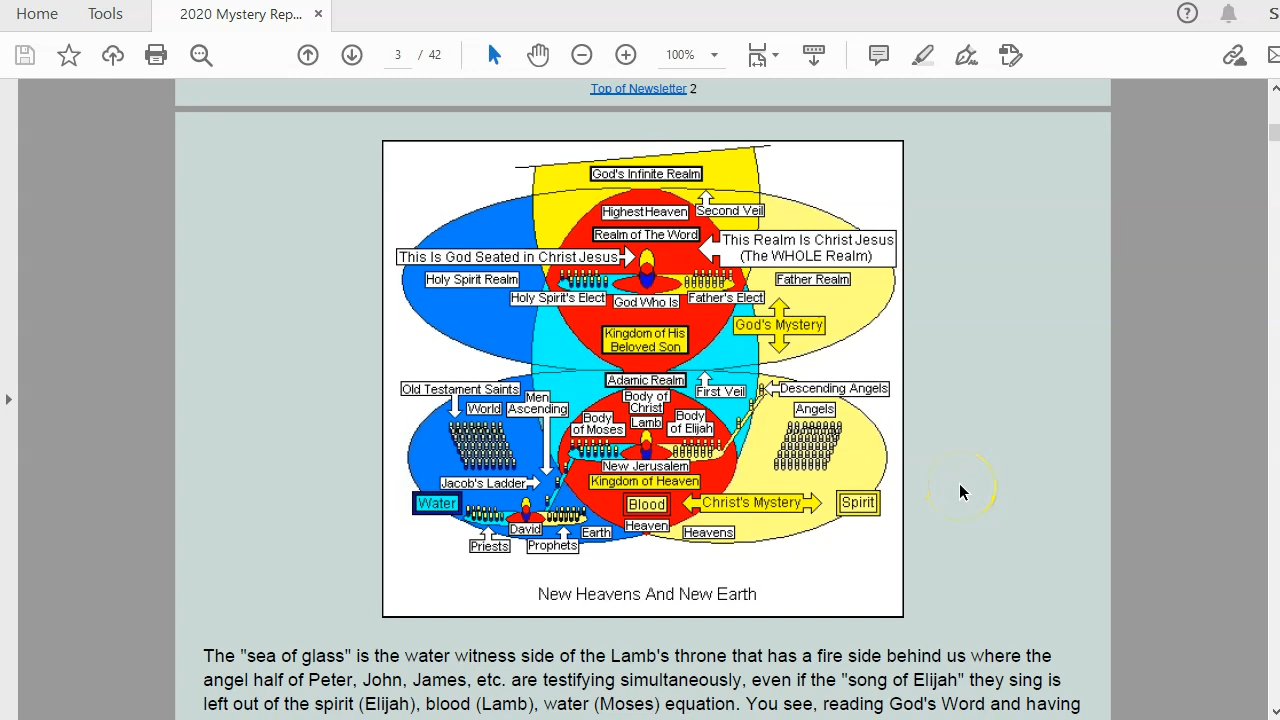 Home
Tools
2020 Mystery Rep... ×
3 / 42
100%
Top of Newsletter 2
God's Infinite Realm
Highest Heaven
Second Veil
Realm of The Word
This Realm Is Christ Jesus
(The WHOLE Realm)
This Is God Seated in Christ Jesus
Holy Spirit Realm
Father Realm
Holy Spirit's Elect
God Who Is
Father's Elect
God's Mystery
Kingdom of His
Beloved Son
Adamic Realm
Old Testament Saints
First Veil
Descending Angels
World
Men
Ascending
Body of
Christ
Angels
Body
of Moses
Lamb
Body
of Elijah
New Jerusalem
Jacob's Ladder
Kingdom of Heaven
Water
Blood
Christ's Mystery
Spirit
David
Heaven
Earth
Heavens
Priests
Prophets
New Heavens And New Earth
The "sea of glass" is the water witness side of the Lamb's throne that has a fire side behind us where the
angel half of Peter, John, James, etc. are testifying simultaneously, even if the "song of Elijah" they sing is
left out of the spirit (Elijah), blood (Lamb), water (Moses) equation. You see, reading God's Word and having